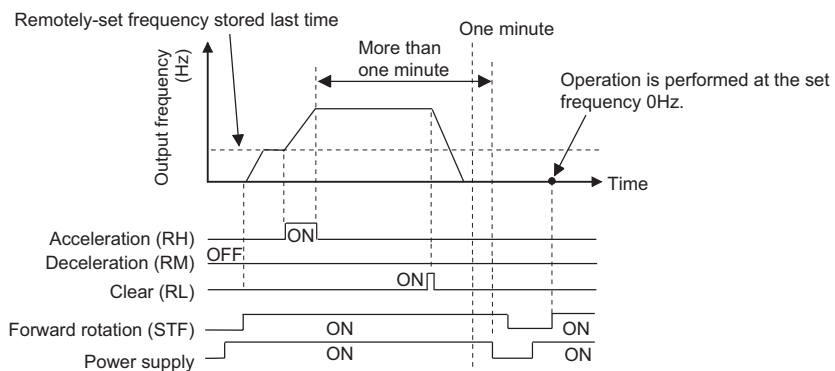 Remotely-set frequency stored last time
One minute
More than
one minute
Operation is performed at the set
frequency 0Hz.
Output frequency
(Hz)
Time
Acceleration (RH)
ON
Deceleration (RM)
OFF
Clear (RL)
ON
Forward rotation (STF)
ON
ON
Power supply
ON
ON